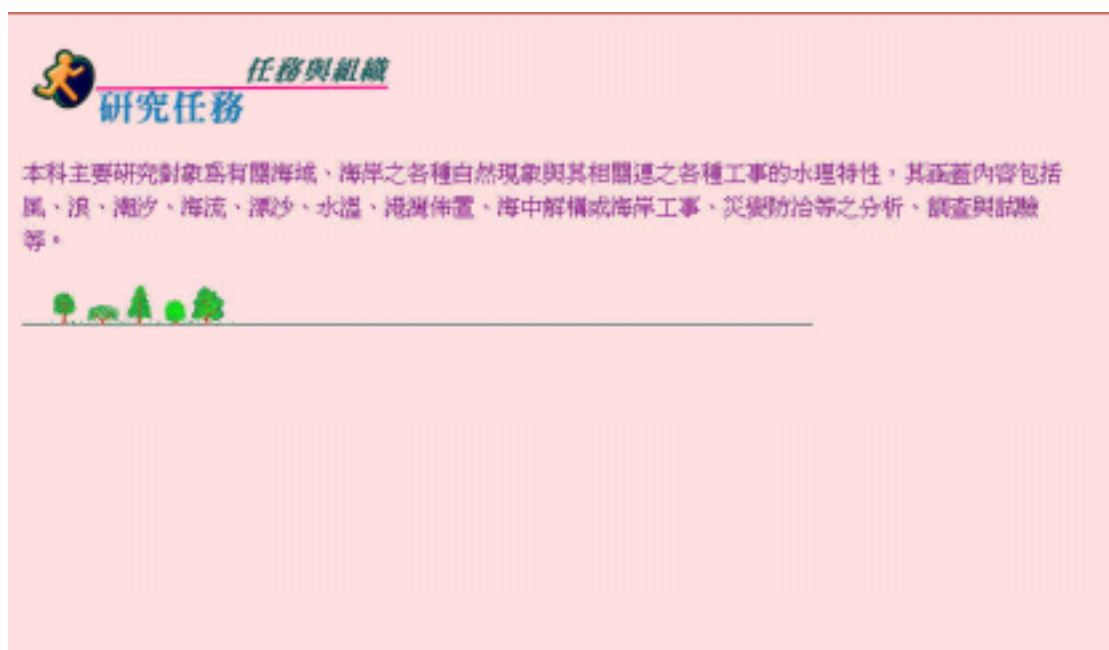 任務與組織
研究任務
本科主要研究對象為有關海域、海岸之各種自然現象與其相關連之各種工事的水理特性，其涵蓋內容包括
風、浪、潮汐、海流、漂沙、水溫、港灣佈置、海中解構或海岸工事、災變防治等之分析、調查與試驗
等。